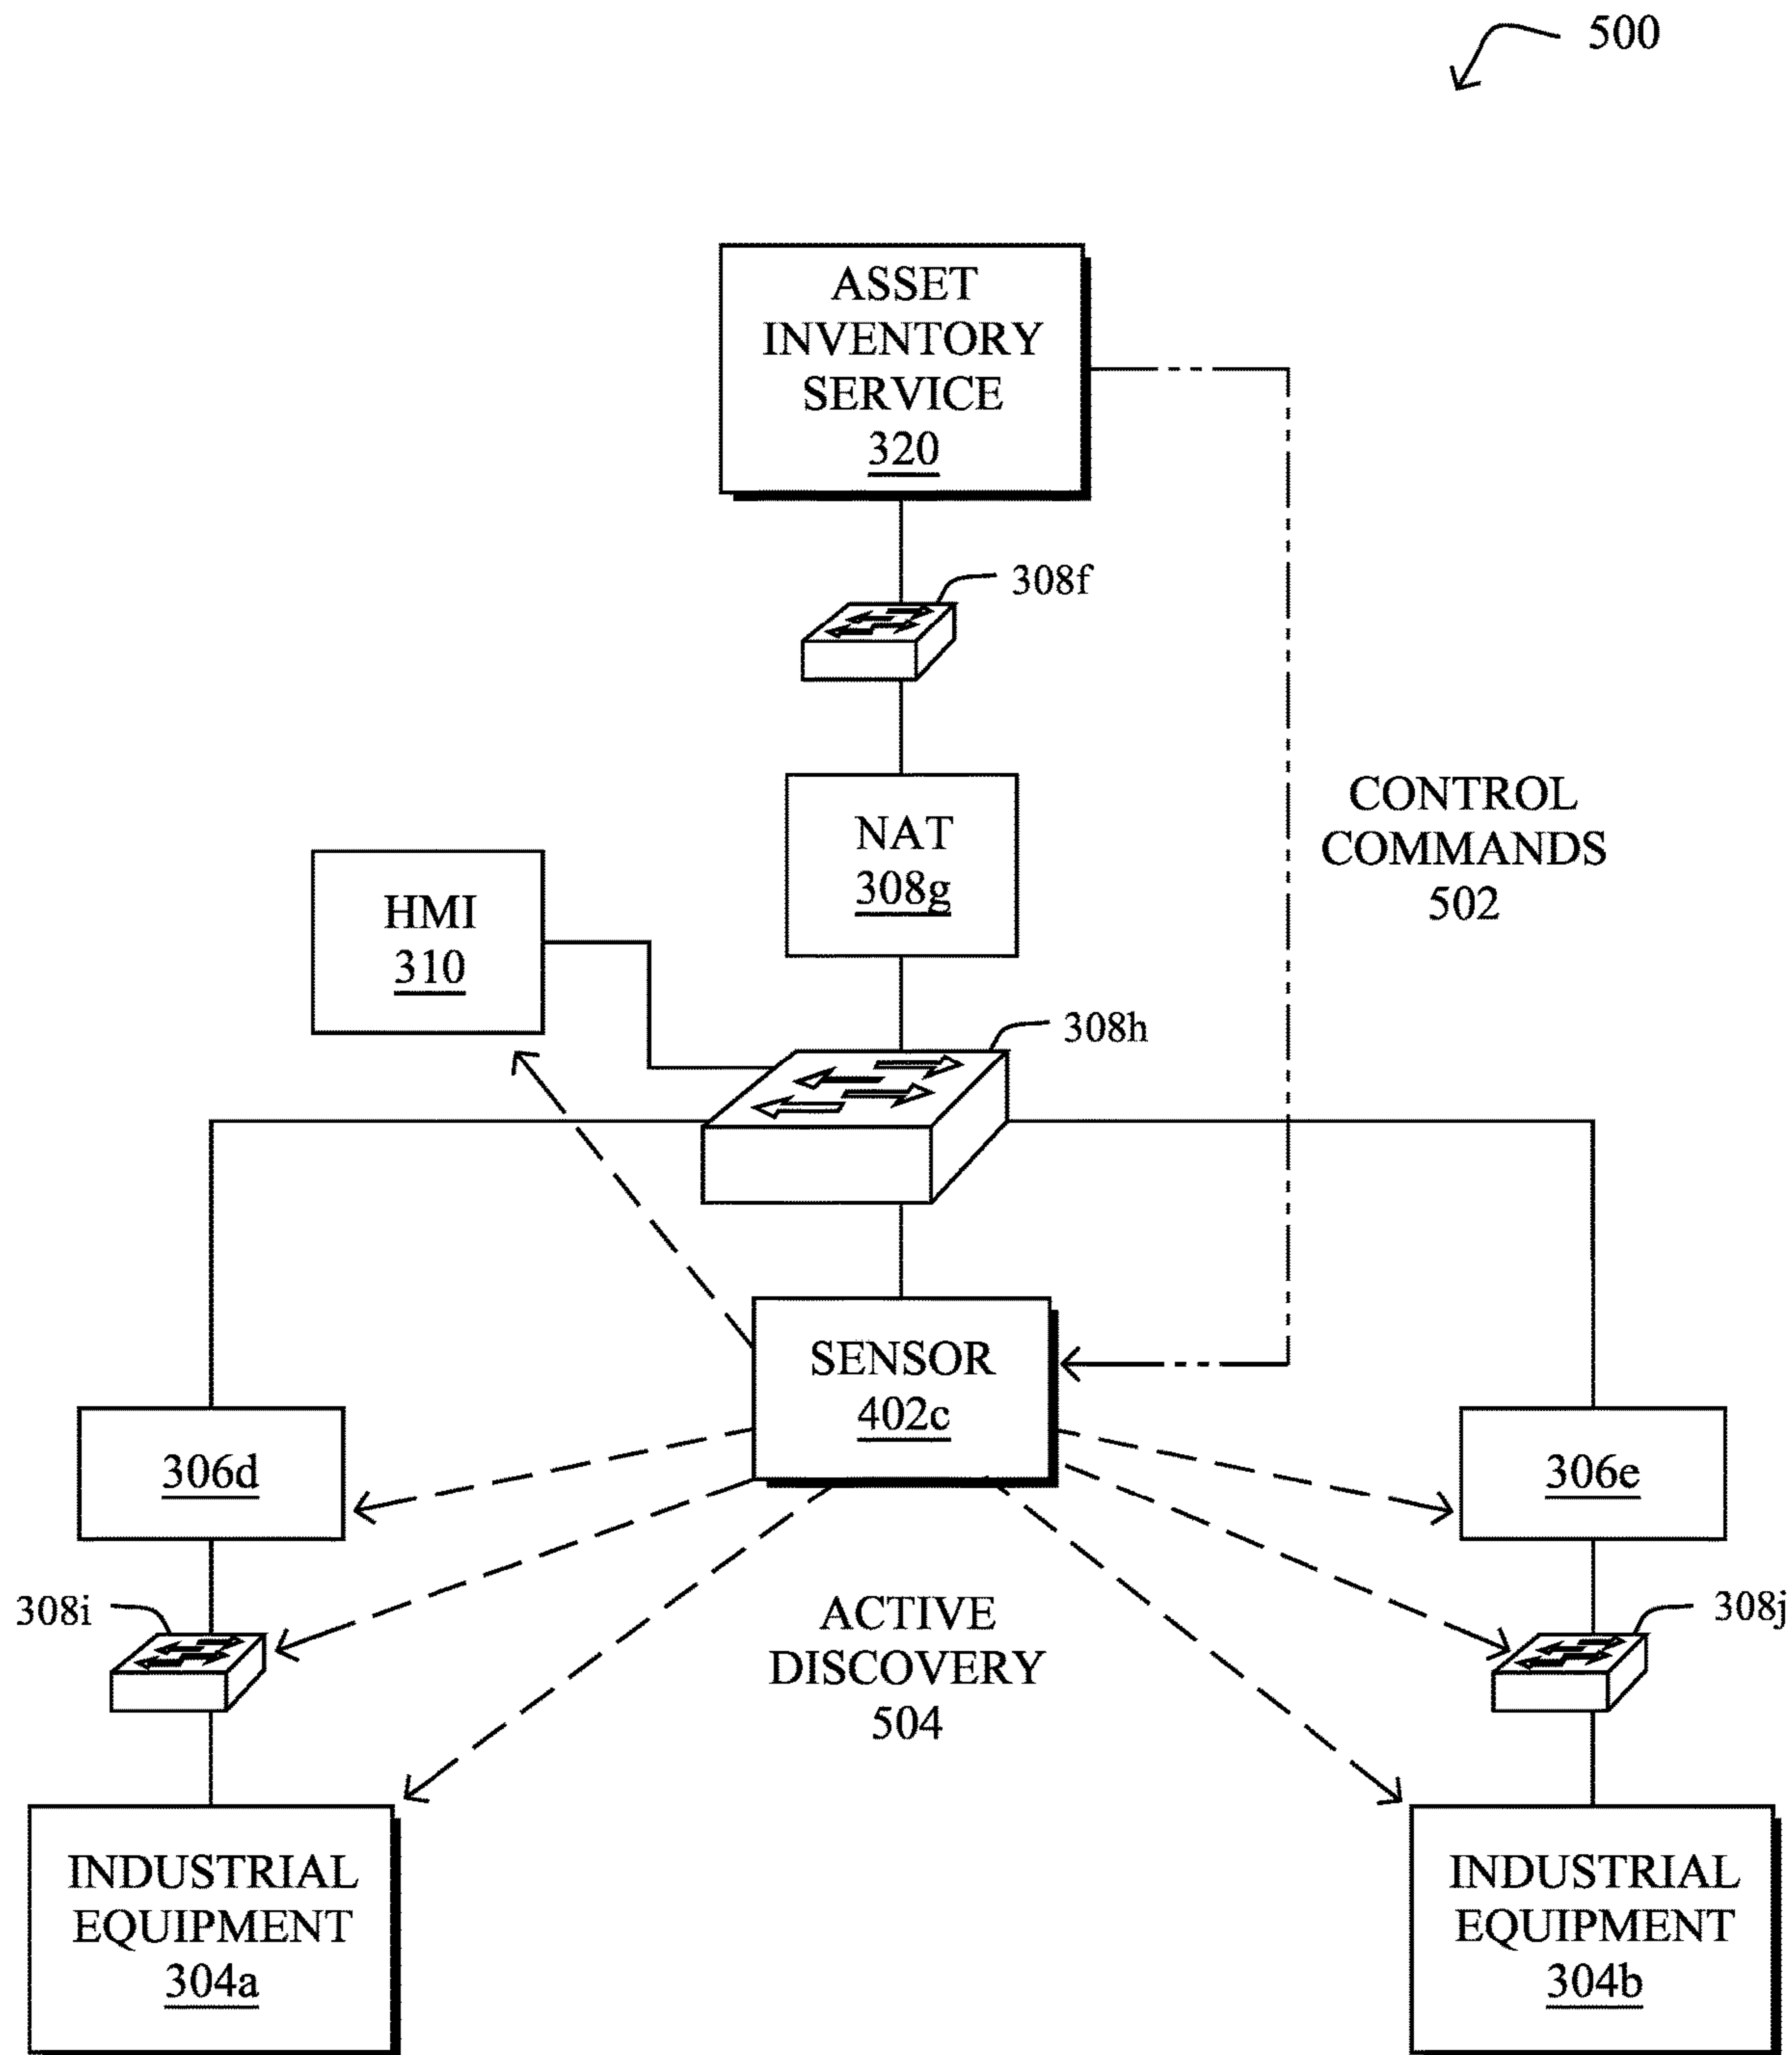 500
ASSET
INVENTORY
SERVICE
320
308f
NAT
308g
CONTROL
COMMANDS
502
HMI
310
308h
SENSOR
402c
306d
306e
308i
ACTIVE
DISCOVERY
504
308j
INDUSTRIAL
EQUIPMENT
304a
INDUSTRIAL
EQUIPMENT
304b